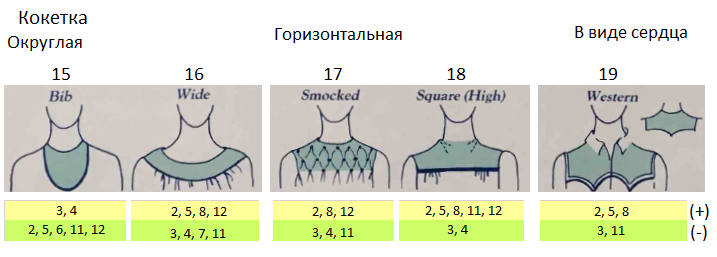 Кокетка
Округлая
Горизонтальная
В виде сердца
15 16 17 18 19
Bib Wide Smocked Square (High) Western
3, 4 2, 5, 8, 12 2, 8, 12 2, 5, 8, 11, 12 2, 5, 8 (+)
2, 5, 6, 11, 12 3, 4, 7, 11 3, 4, 11 3, 4 3, 11 (-)